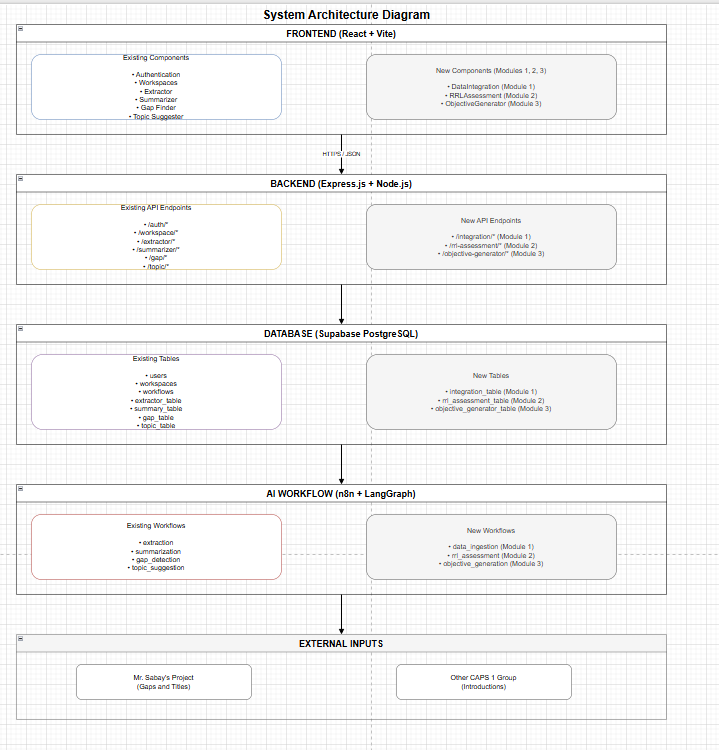 System Architecture Diagram
FRONTEND (React + Vite)
Existing Components
• Authentication
• Workspaces
• Extractor
• Summarizer
• Gap Finder
• Topic Suggester
New Components (Modules 1, 2, 3)
• DataIntegration (Module 1)
• RRLAssessment (Module 2)
• ObjectiveGenerator (Module 3)
HTTPS / JSON
BACKEND (Express.js + Node.js)
Existing API Endpoints
• /auth/*
• /workspace/*
• /extractor/*
• /summarizer/*
• /gap/*
• /topic/*
New API Endpoints
• /integration/* (Module 1)
• /rrl-assessment/* (Module 2)
• /objective-generator/* (Module 3)
DATABASE (Supabase PostgreSQL)
Existing Tables
• users
• workspaces
• workflows
• extractor_table
• summary_table
• gap_table
• topic_table
New Tables
• integration_table (Module 1)
• rrl_assessment_table (Module 2)
• objective_generator_table (Module 3)
AI WORKFLOW (n8n + LangGraph)
Existing Workflows
• extraction
• summarization
• gap_detection
• topic_suggestion
New Workflows
• data_ingestion (Module 1)
• rrl_assessment (Module 2)
• objective_generation (Module 3)
EXTERNAL INPUTS
Mr. Sabay's Project
(Gaps and Titles)
Other CAPS 1 Group
(Introductions)